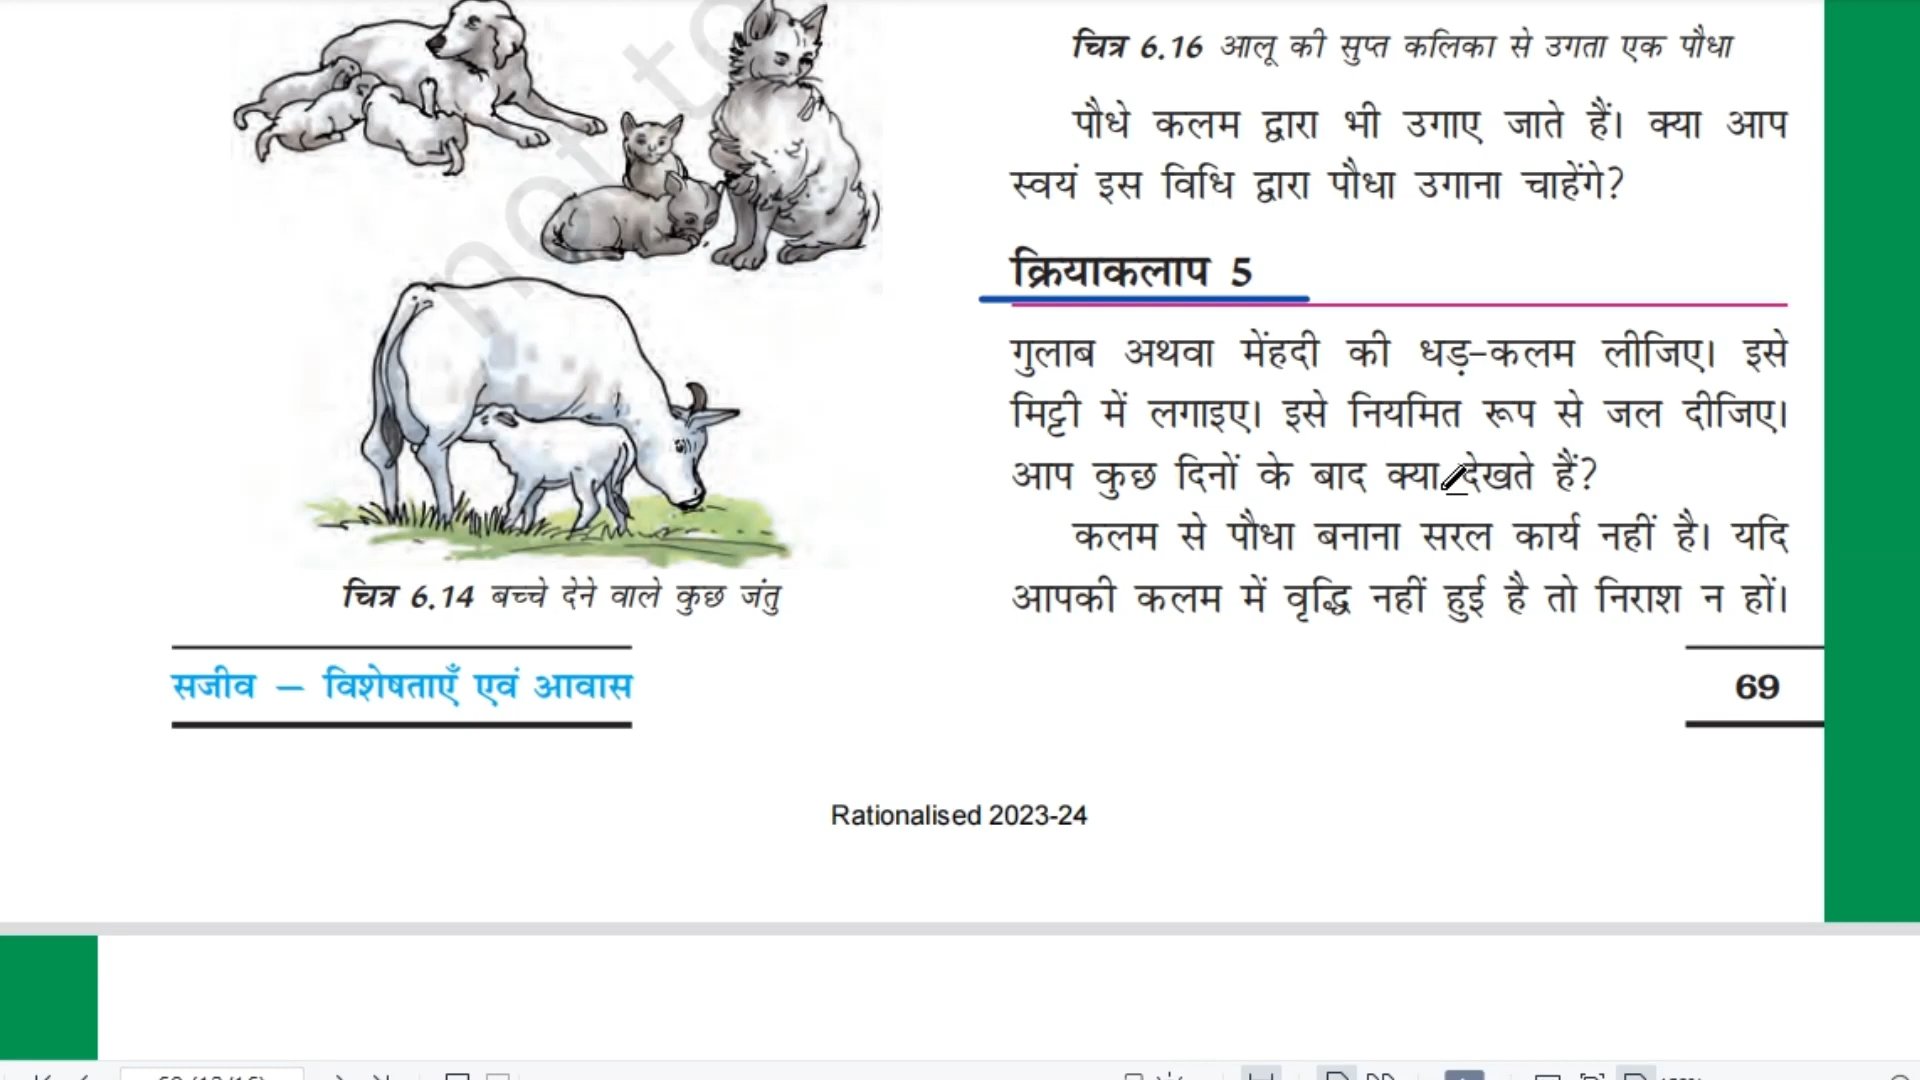 not to
चित्र 6.14 बच्चे देने वाले कुछ जंतु
चित्र 6.16 आलू की सुप्त कलिका से उगता एक पौधा
पौधे कलम द्वारा भी उगाए जाते हैं। क्या आप
स्वयं इस विधि द्वारा पौधा उगाना चाहेंगे?
क्रियाकलाप 5
गुलाब अथवा मेंहदी की धड़-कलम लीजिए। इसे
मिट्टी में लगाइए। इसे नियमित रूप से जल दीजिए।
आप कुछ दिनों के बाद क्या देखते हैं?
कलम से पौधा बनाना सरल कार्य नहीं है। यदि
आपकी कलम में वृद्धि नहीं हुई है तो निराश न हों।
सजीव – विशेषताएँ एवं आवास
69
Rationalised 2023-24